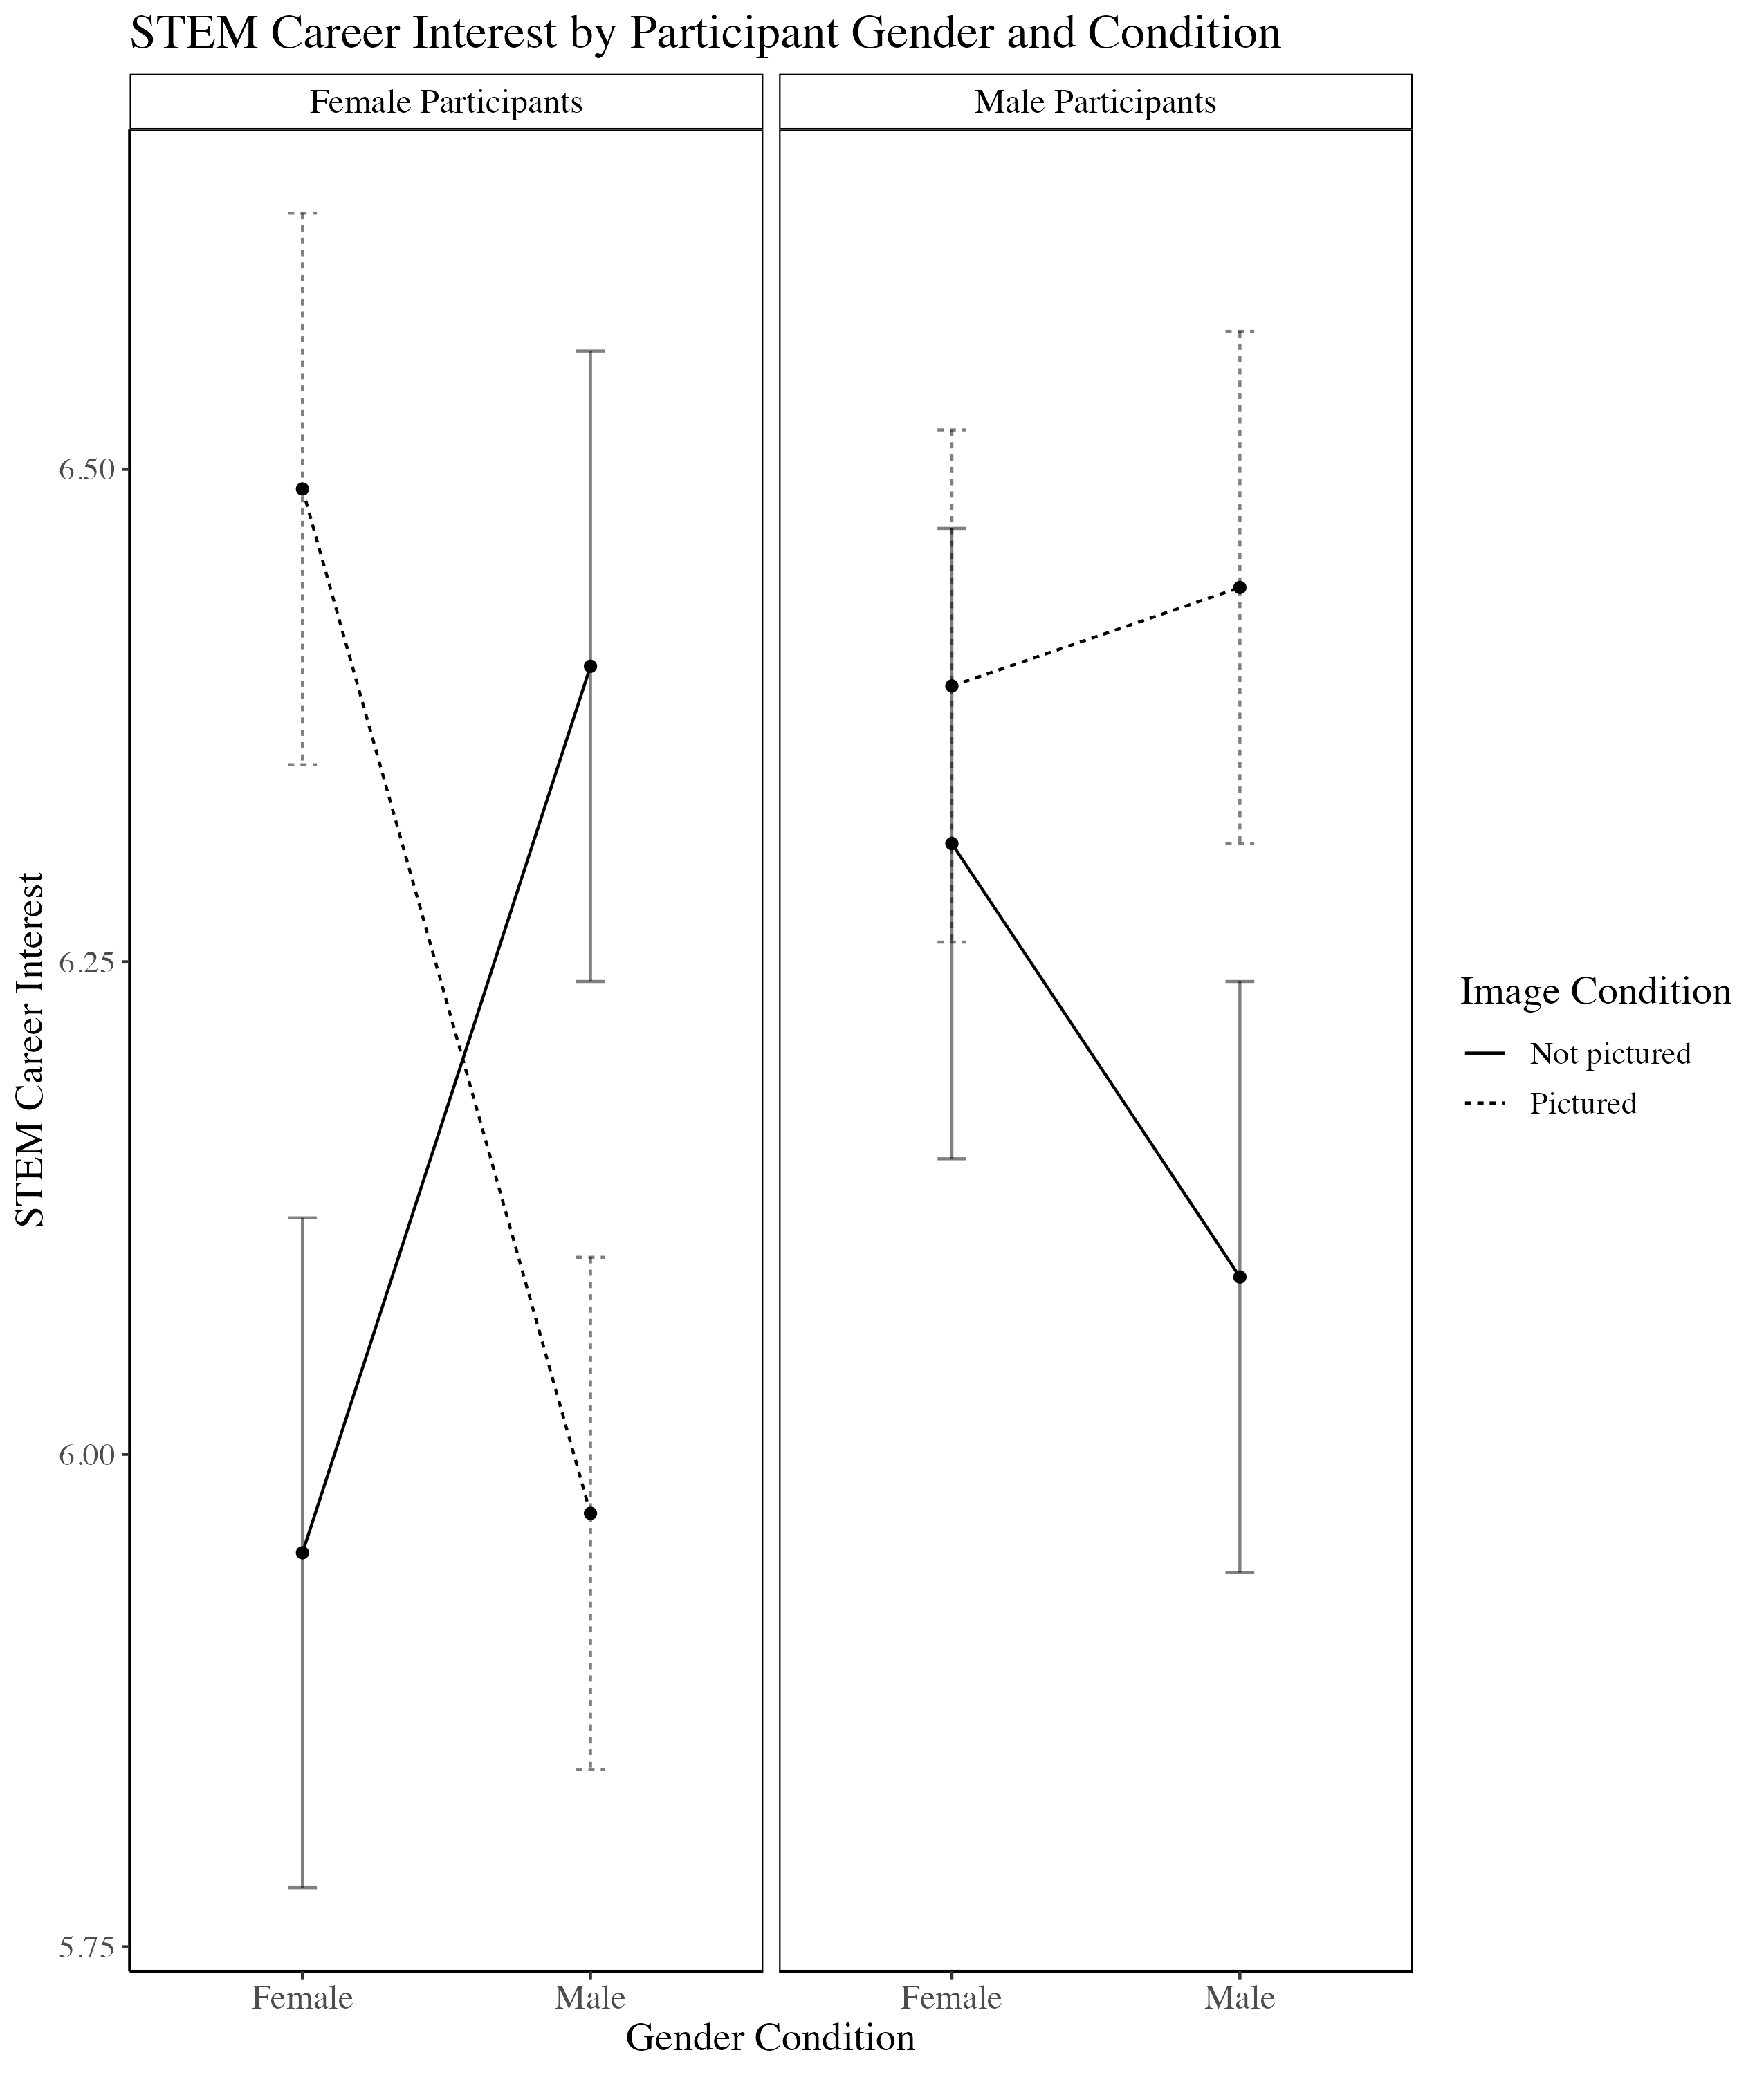 STEM Career Interest by Participant Gender and Condition
Female Participants
Male Participants
STEM Career Interest
6.50
6.25
6.00
5.75
Female
Male
Female
Male
Gender Condition
Image Condition
Not pictured
Pictured